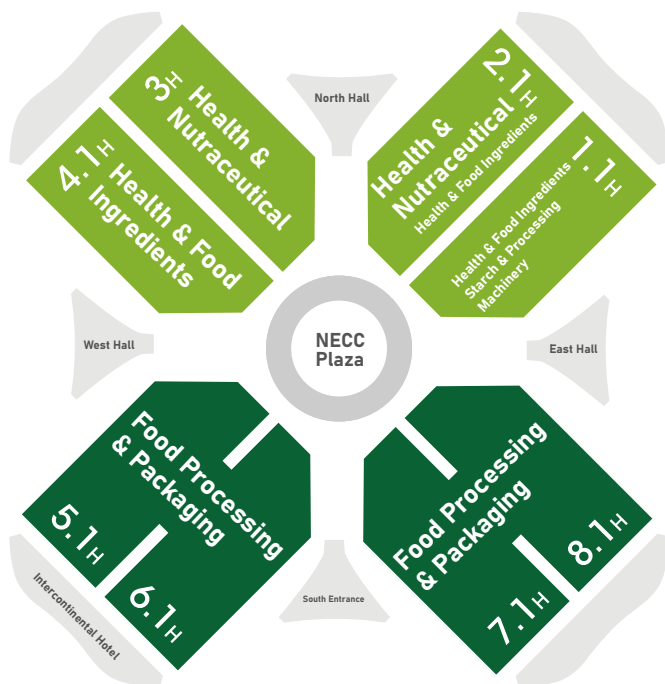 3H
Health &
Nutraceutical
4.1H
Health & Food
Ingredients
North Hall
2.1H
Health &
Nutraceutical
Health & Food Ingredients
1.1H
Health & Food Ingredients
Starch & Processing
Machinery
West Hall
NECC
Plaza
East Hall
Food Processing
& Packaging
5.1H
6.1H
Intercontinental Hotel
South Entrance
Food Processing
& Packaging
7.1H
8.1H